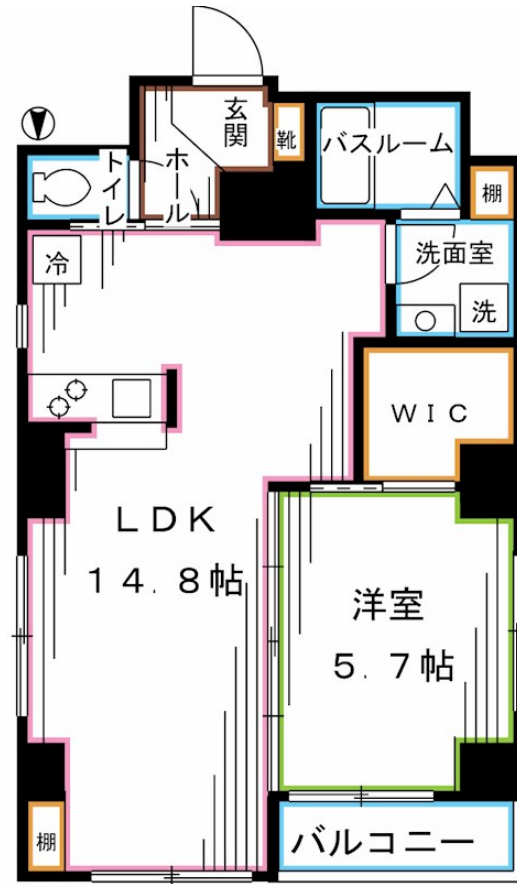 玄関
靴
バスルーム
トイレ
ホール
棚
冷
洗面室
洗
WIC
LDK
14.8帖
洋室
5.7帖
棚
バルコニー